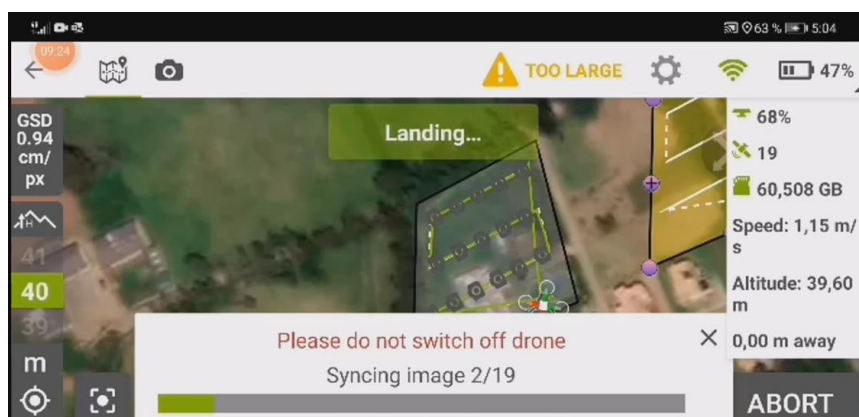 63 % 5:04
09:24
TOO LARGE
47%
GSD
0.94
cm/
px
Landing...
68%
19
60,508 GB
Speed: 1,15 m/
s
Altitude: 39,60
m
0,00 m away
H
41
40
39
m
Please do not switch off drone
Syncing image 2/19
ABORT